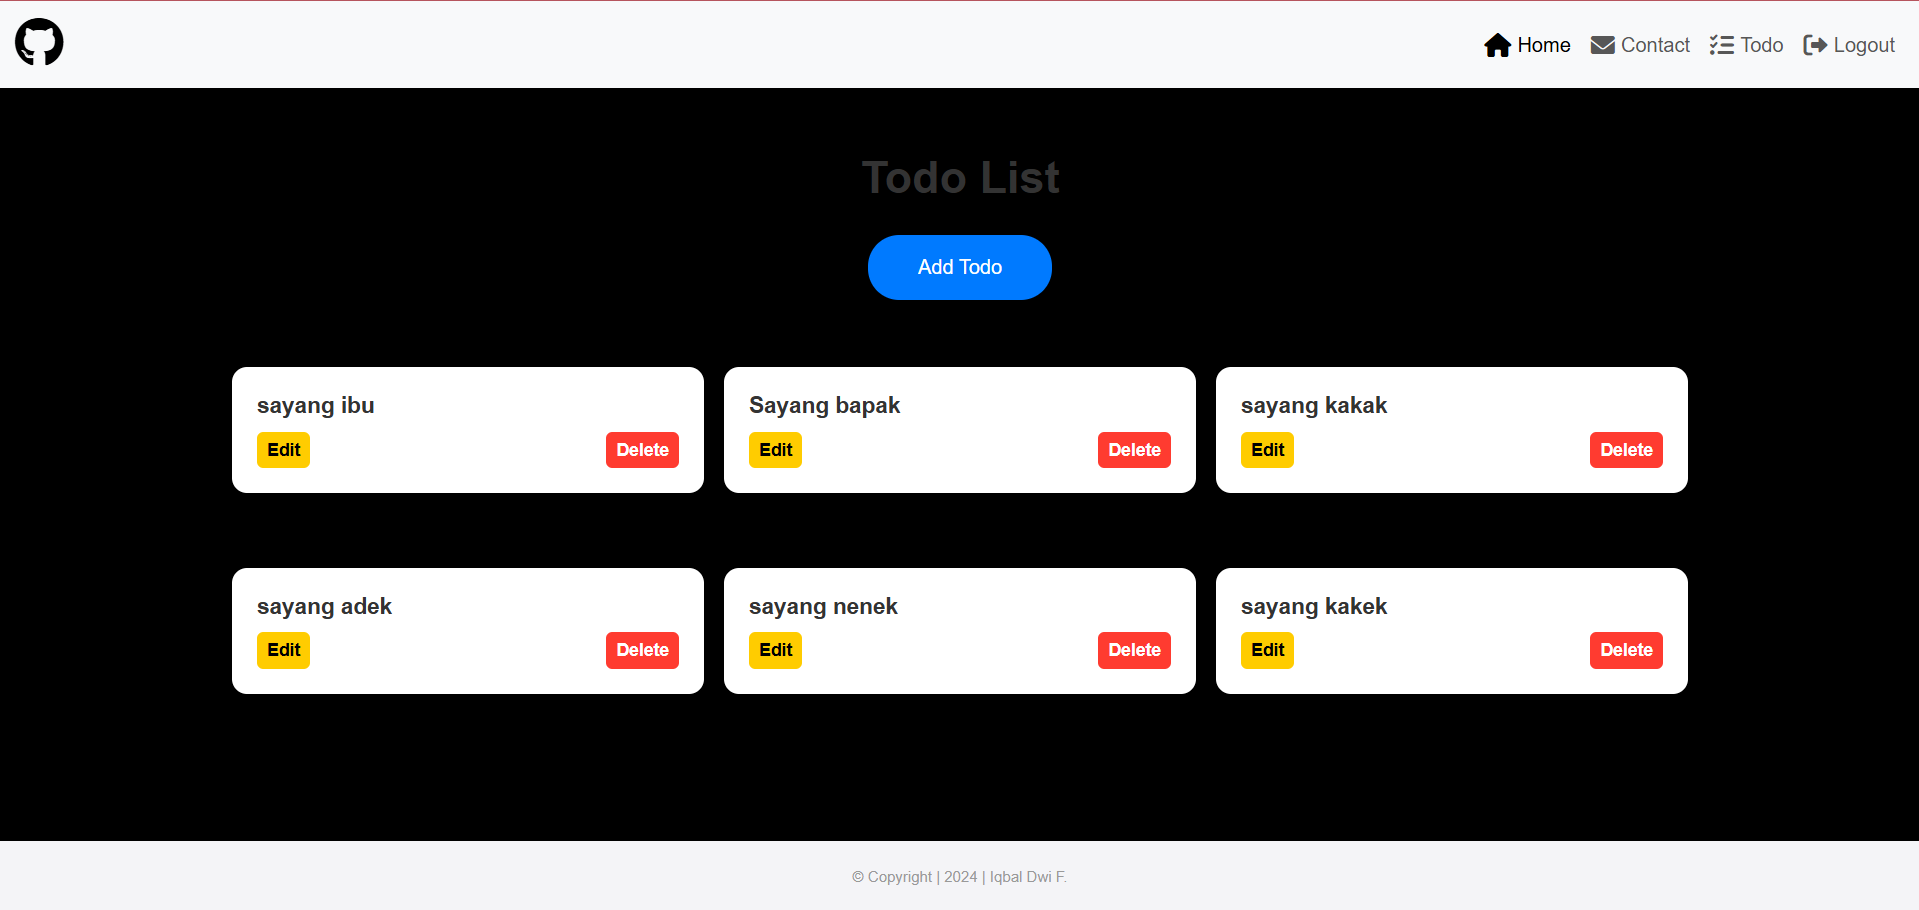 Home Contact Todo Logout
Todo List
Add Todo
sayang ibu
Edit Delete
Sayang bapak
Edit Delete
sayang kakak
Edit Delete
sayang adek
Edit Delete
sayang nenek
Edit Delete
sayang kakek
Edit Delete
© Copyright | 2024 | Iqbal Dwi F.